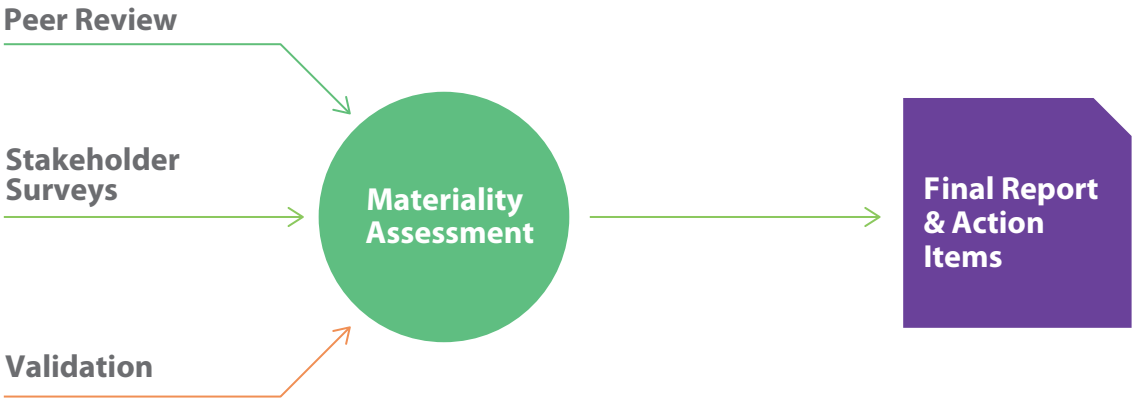 Peer Review
Stakeholder
Surveys
Validation
Materiality
Assessment
Final Report
& Action
Items